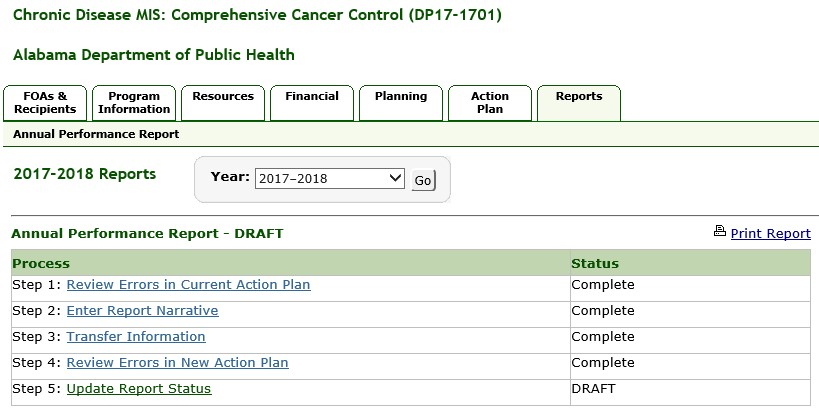 Chronic Disease MIS: Comprehensive Cancer Control (DP17-1701)
Alabama Department of Public Health
FOAs & Recipients
Program Information
Resources
Financial
Planning
Action Plan
Reports
Annual Performance Report
2017-2018 Reports
Year: 2017-2018 Go
Annual Performance Report - DRAFT
Print Report
Process Status
Step 1: Review Errors in Current Action Plan Complete
Step 2: Enter Report Narrative Complete
Step 3: Transfer Information Complete
Step 4: Review Errors in New Action Plan Complete
Step 5: Update Report Status DRAFT